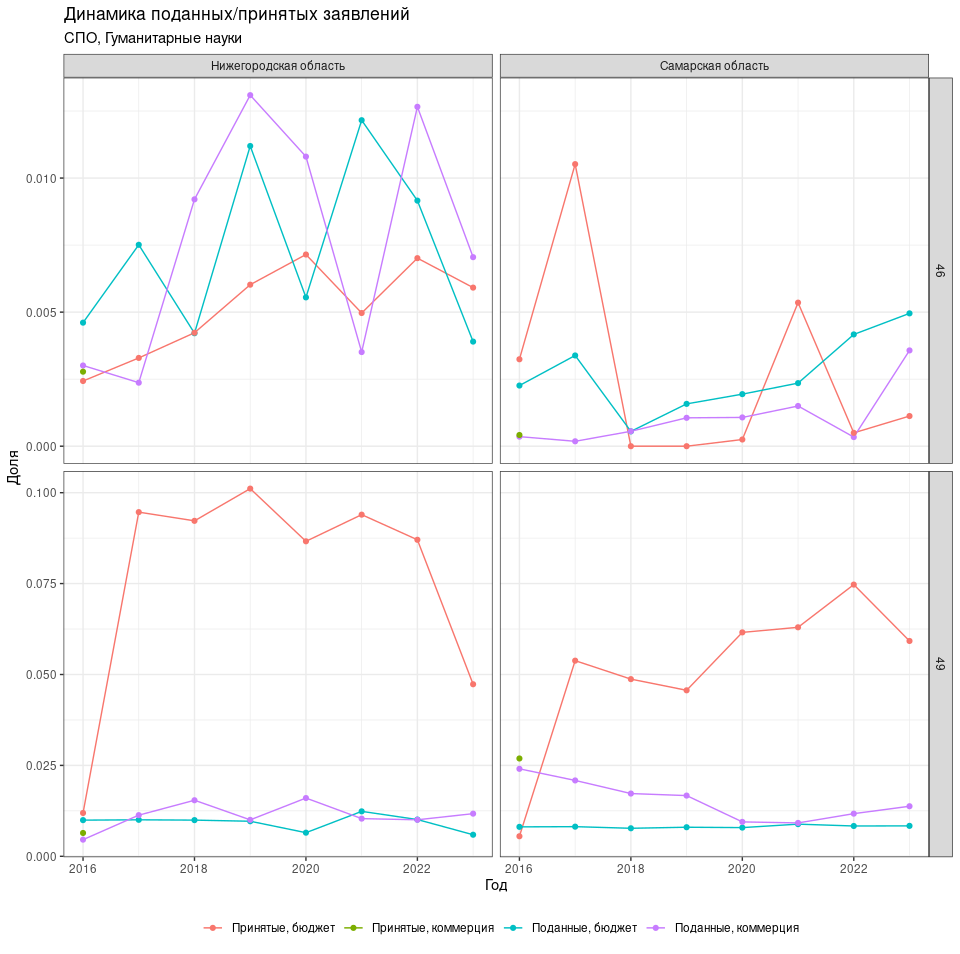 Динамика поданных/принятых заявлений
СПО, Гуманитарные науки
Нижегородская область
Самарская область
0.010
0.005
0.000
46
Доля
0.100
0.075
0.050
0.025
0.000
49
2016 2018 2020 2022
2016 2018 2020 2022
Год
Принятые, бюджет Принятые, коммерция Поданные, бюджет Поданные, коммерция